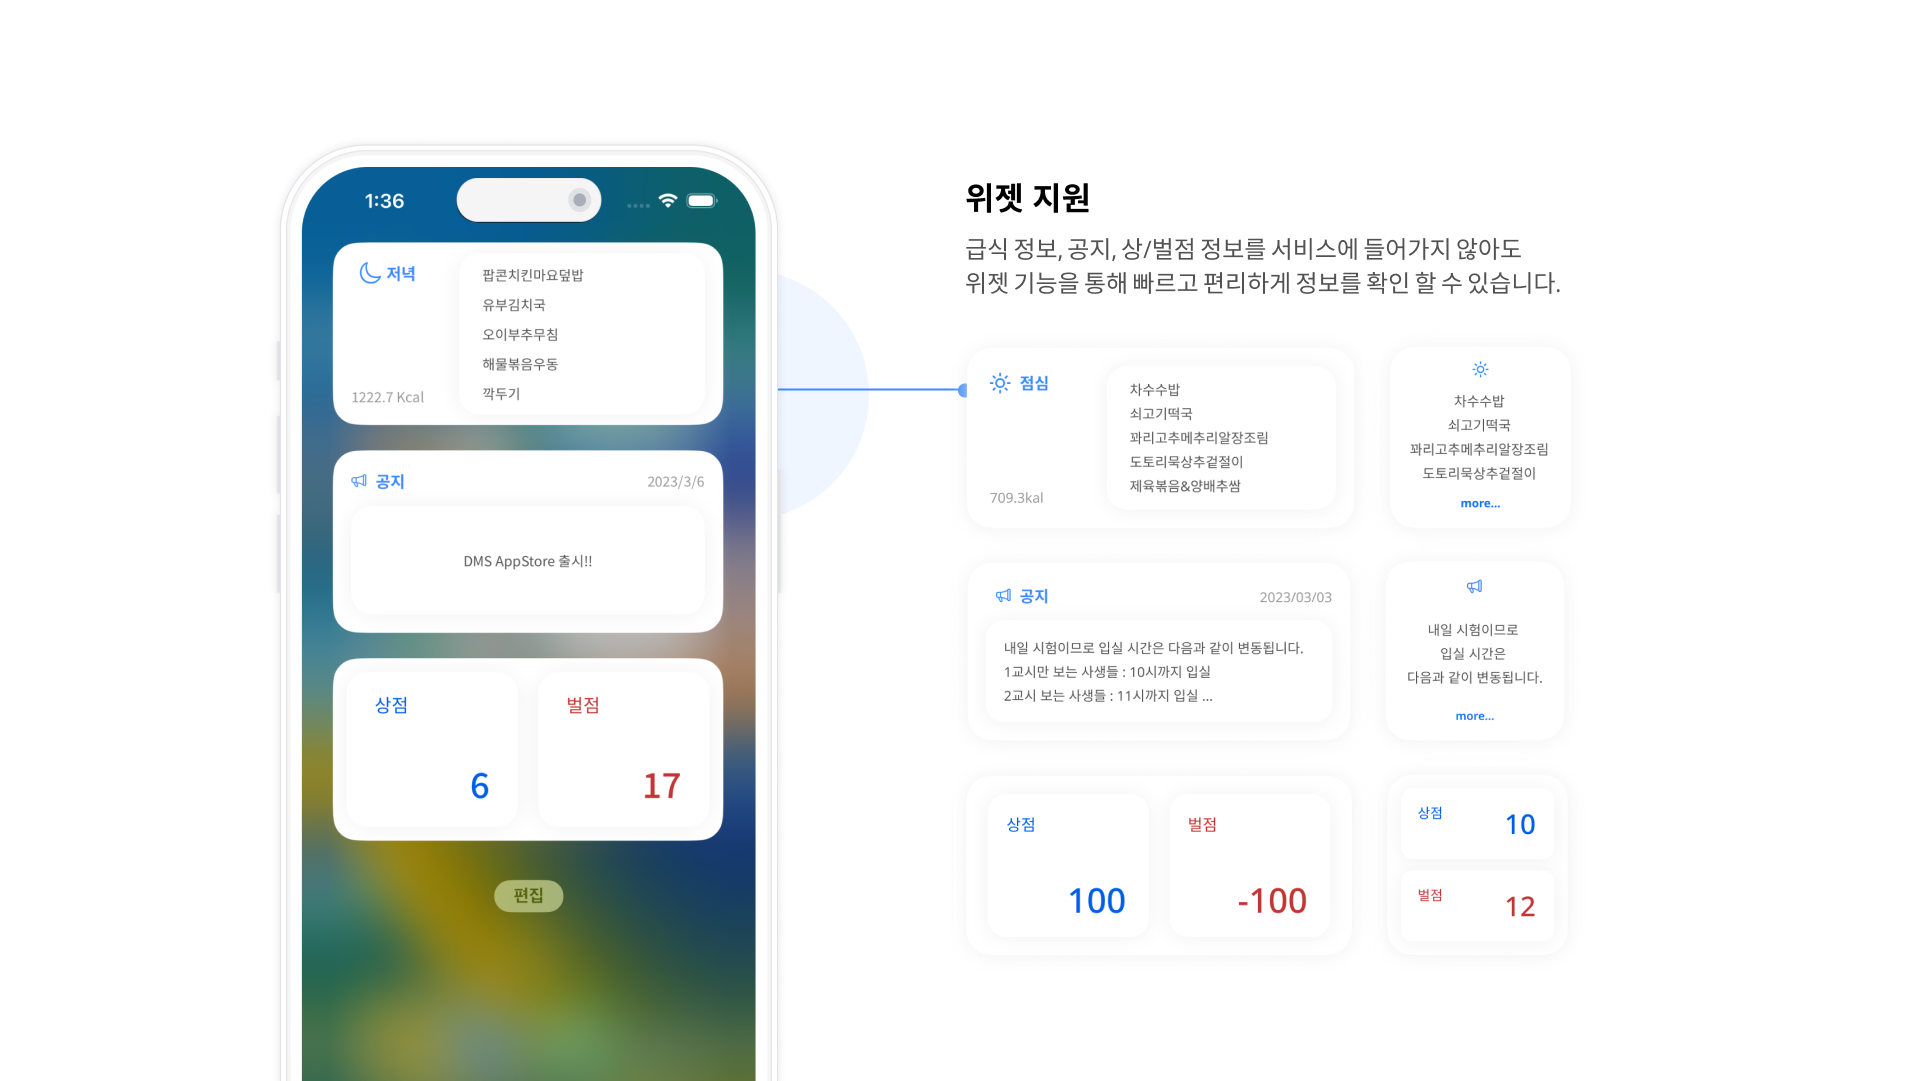 1:36
저녁
1222.7 Kcal
팝콘치킨마요덮밥
유부김치국
오이부추무침
해물볶음우동
깍두기
공지
2023/3/6
DMS AppStore 출시!!
상점
6
벌점
17
편집
위젯 지원
급식 정보, 공지, 상/벌점 정보를 서비스에 들어가지 않아도
위젯 기능을 통해 빠르고 편리하게 정보를 확인 할 수 있습니다.
점심
709.3kal
차수수밥
쇠고기떡국
꽈리고추메추리알장조림
도토리묵상추겉절이
제육볶음&양배추쌈
차수수밥
쇠고기떡국
꽈리고추메추리알장조림
도토리묵상추겉절이
more...
공지
2023/03/03
내일 시험이므로 입실 시간은 다음과 같이 변동됩니다.
1교시만 보는 사생들 : 10시까지 입실
2교시 보는 사생들 : 11시까지 입실 ...
내일 시험이므로
입실 시간은
다음과 같이 변동됩니다.
more...
상점
100
벌점
-100
상점
10
벌점
12